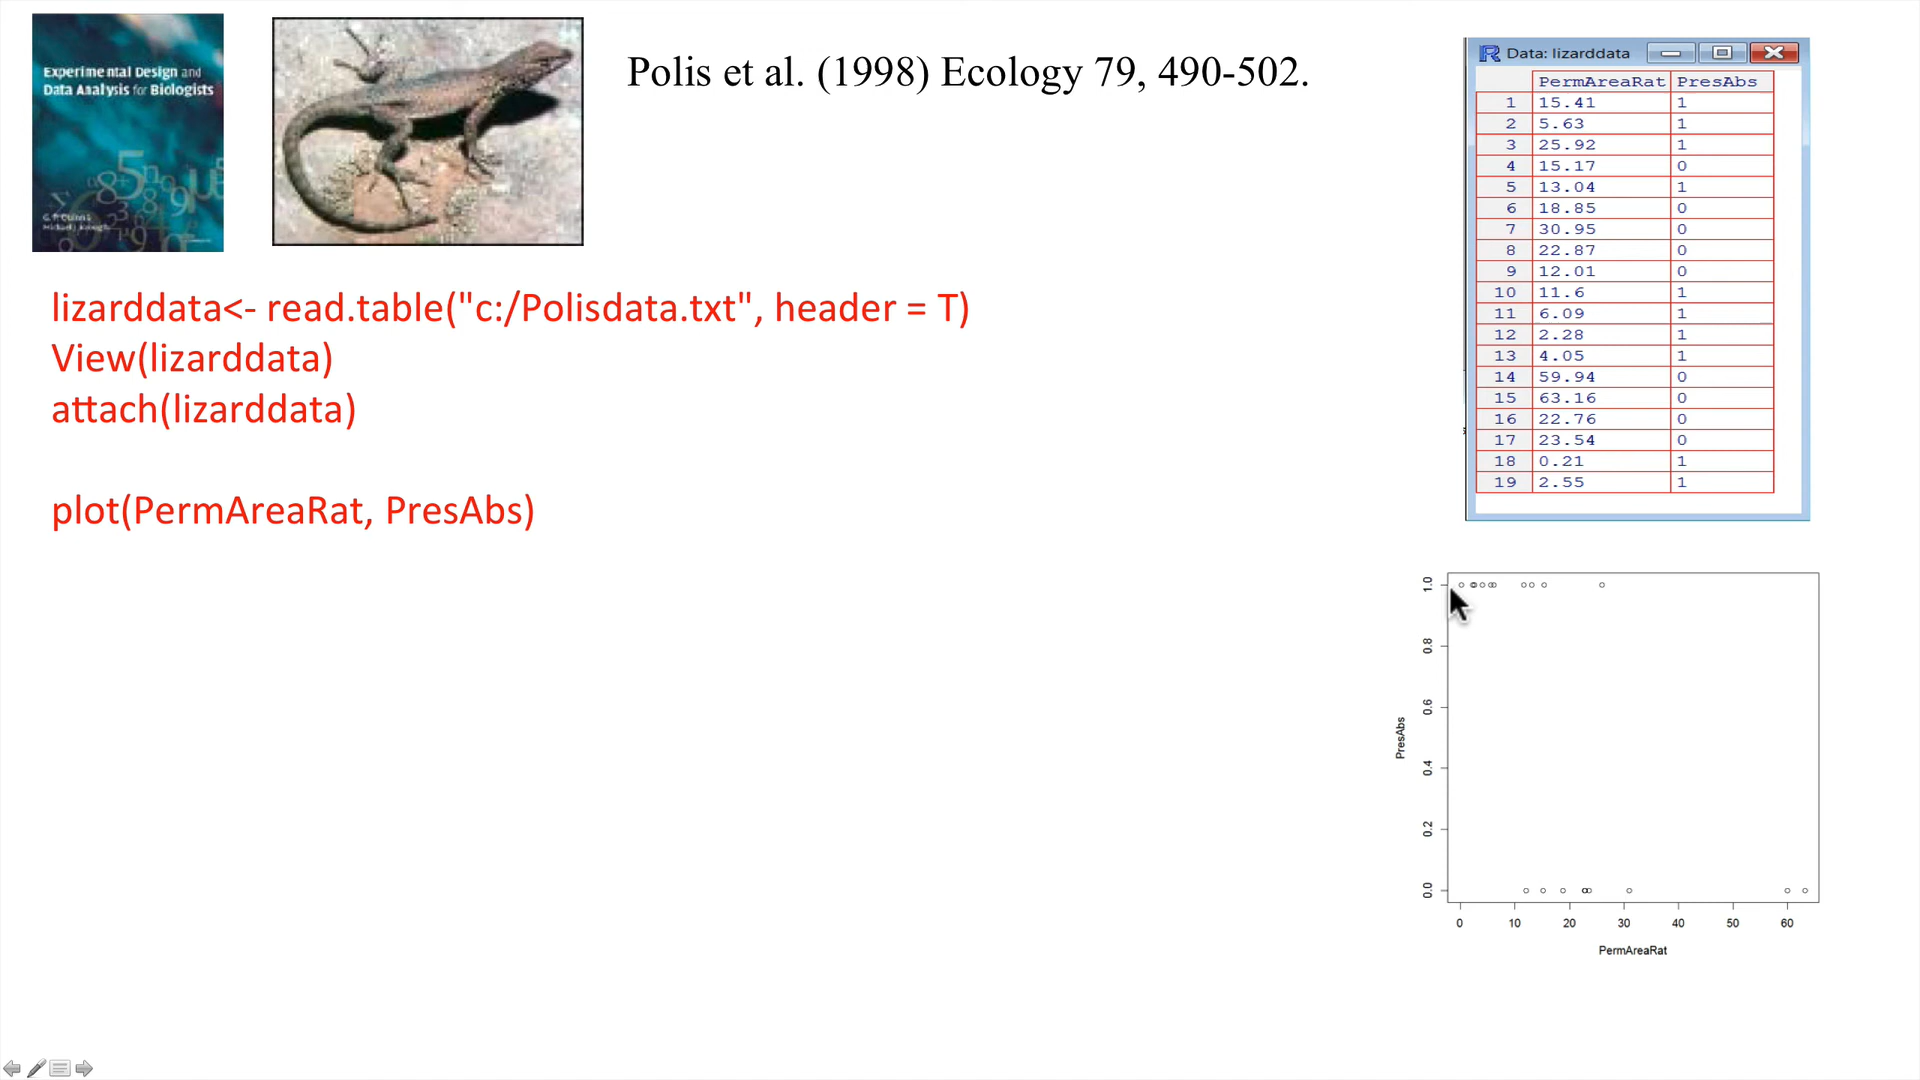 Experimental Design and
Data Analysis for Biologists
Polis et al. (1998) Ecology 79, 490-502.
lizarddata<- read.table("c:/Polisdata.txt", header = T)
View(lizarddata)
attach(lizarddata)
plot(PermAreaRat, PresAbs)
Data: lizarddata
PermAreaRat PresAbs
1 15.41 1
2 5.63 1
3 25.92 1
4 15.17 0
5 13.04 1
6 18.85 0
7 30.95 0
8 22.87 0
9 12.01 0
10 11.6 1
11 6.09 1
12 2.28 1
13 4.05 1
14 59.94 0
15 63.16 0
16 22.76 0
17 23.54 0
18 0.21 1
19 2.55 1
1.0
0.8
0.6
0.4
0.2
0.0
PresAbs
0 10 20 30 40 50 60
PermAreaRat